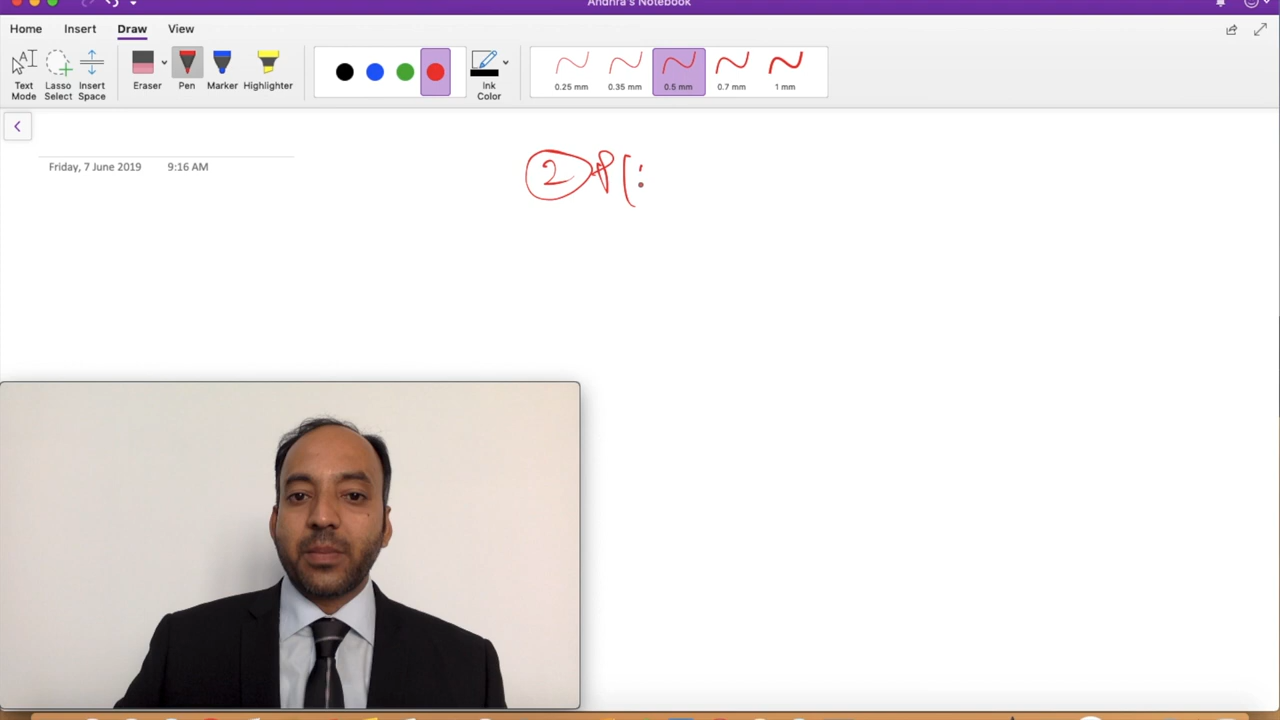 Andhra's Notebook
Home Insert Draw View
Text Mode
Lasso Select
Insert Space
Eraser
Pen
Marker
Highlighter
Ink Color
0.25 mm
0.35 mm
0.5 mm
0.7 mm
1 mm
Friday, 7 June 2019 9:16 AM
2 P(: